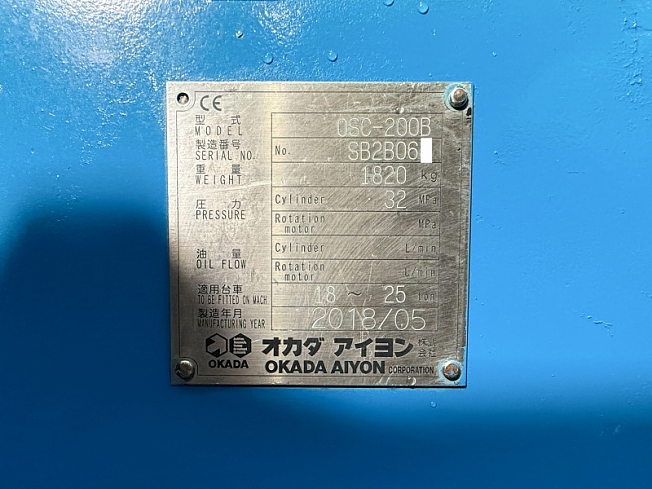 CE
型式 OSC-200B
MODEL
製造番号 No. SB2B06
SERIAL NO.
重量 1820 kg
WEIGHT
圧力 Cylinder 32 MPa
PRESSURE Rotation motor MPa
油量 Cylinder L/min
OIL FLOW Rotation motor L/min
適用台車 18 ~ 25 ton
TO BE FITTED ON MACH
製造年月 2018/05
MANUFACTURING YEAR
オカダ アイヨン 株式会社
OKADA OKADA AIYON CORPORATION